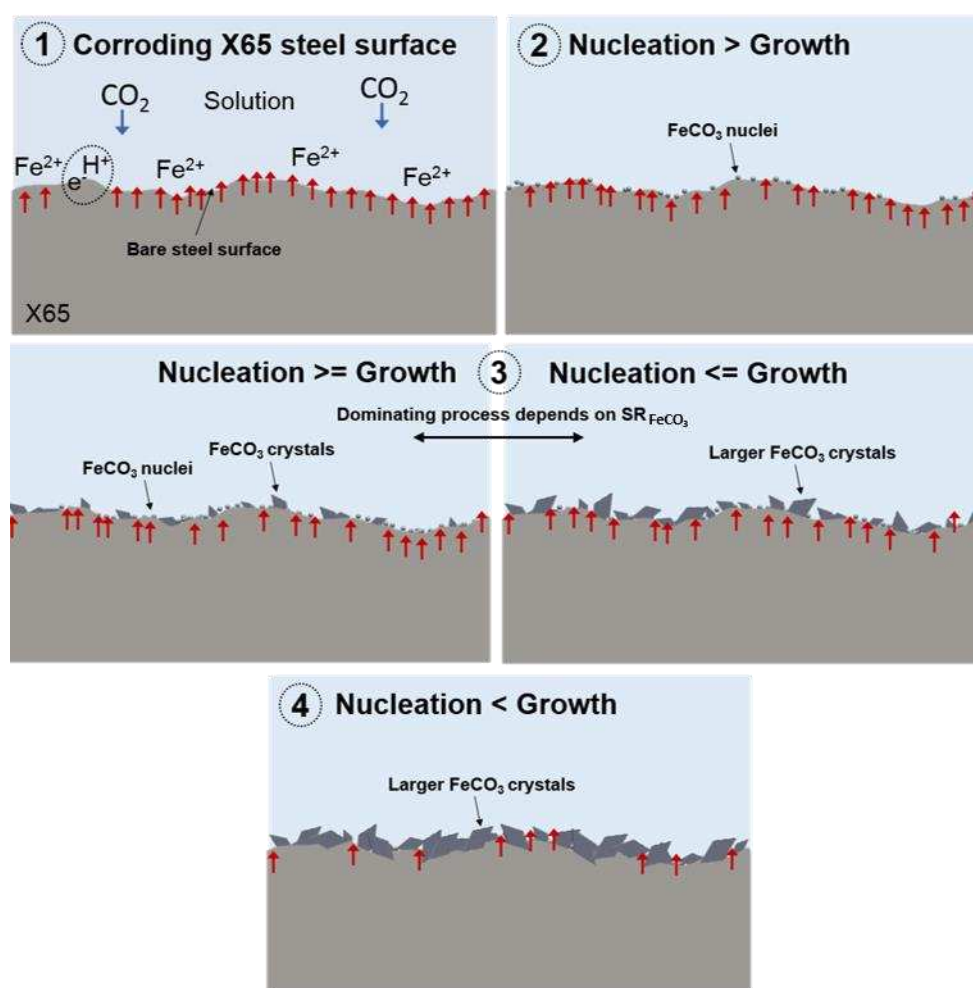 1 Corroding X65 steel surface
CO₂ Solution CO₂
Fe²⁺ e⁻ H⁺ Fe²⁺ Fe²⁺ Fe²⁺
Bare steel surface
X65
2 Nucleation > Growth
FeCO₃ nuclei
Nucleation >= Growth 3 Nucleation <= Growth
Dominating process depends on SR FeCO₃
FeCO₃ nuclei
FeCO₃ crystals
Larger FeCO₃ crystals
4 Nucleation < Growth
Larger FeCO₃ crystals